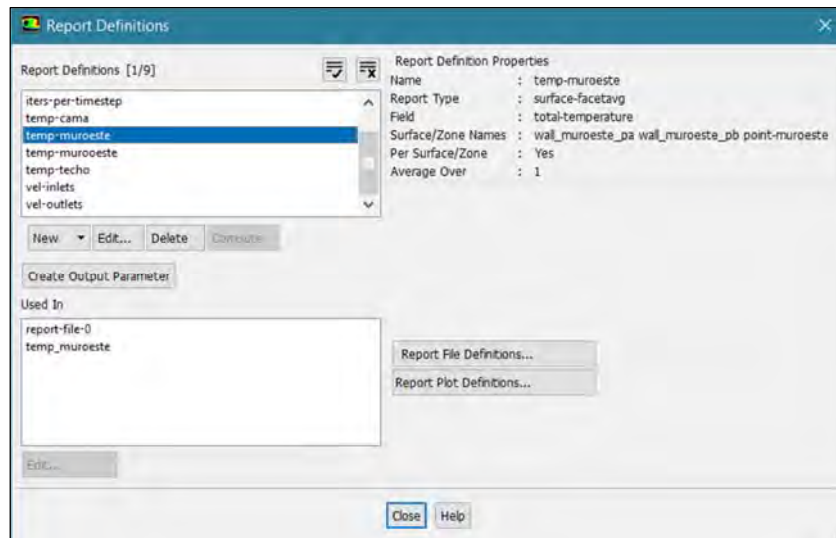 Report Definitions
Report Definitions [1/9]
iters-per-timestep
temp-cama
temp-muroeste
temp-murooeste
temp-techo
vel-inlets
vel-outlets
New Edit... Delete Compute
Create Output Parameter
Used In
report-file-0
temp_muroeste
Edit...
Report Definition Properties
Name : temp-muroeste
Report Type : surface-facetavg
Field : total-temperature
Surface/Zone Names : wall_muroeste_pa wall_muroeste_pb point-muroeste
Per Surface/Zone : Yes
Average Over : 1
Report File Definitions...
Report Plot Definitions...
Close Help